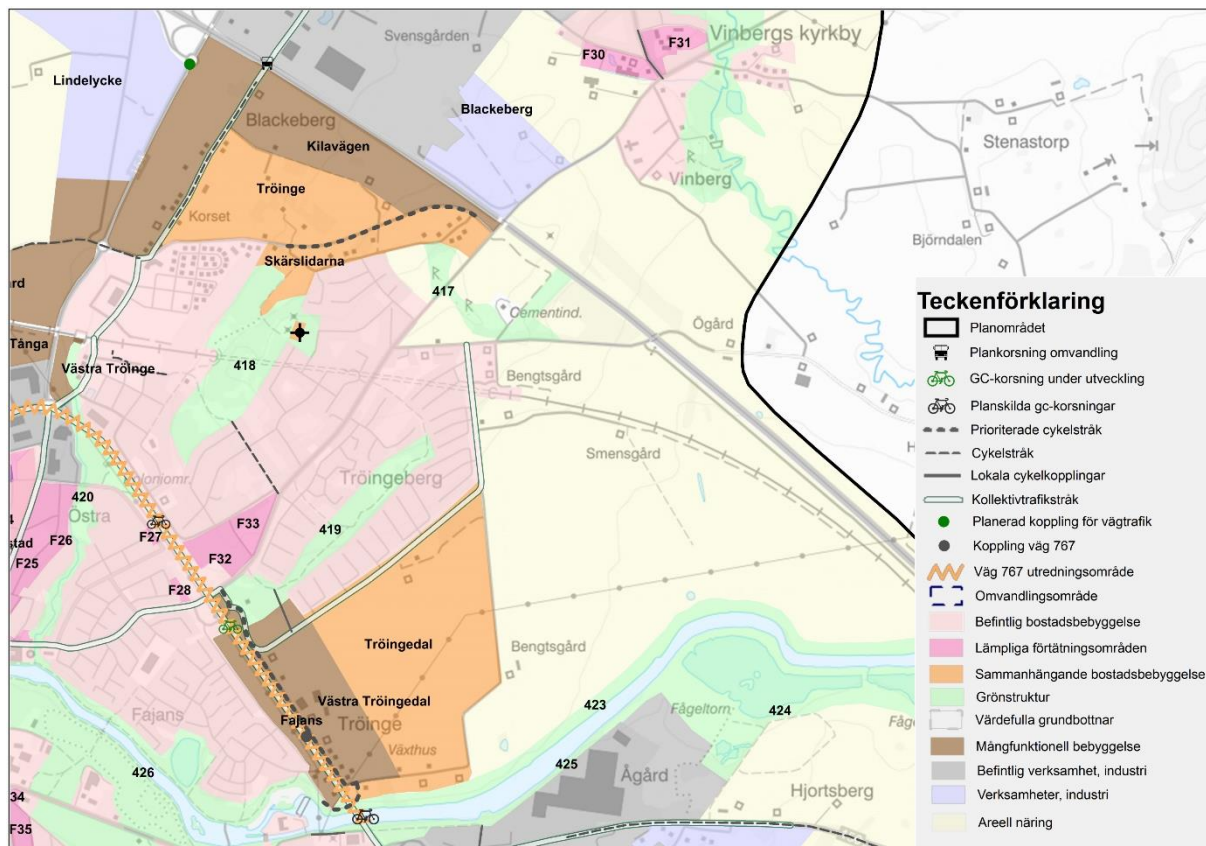 Svensgården
F30
F31
Vinbergs kyrkby
Lindelycke
Blackeberg
Blackeberg
Kilavägen
Stenastorp
Tröinge
Vinberg
Korset
Björndalen
Skärslidarna
417
Cementind.
Ögård
Tånga
Västra Tröinge
418
Bengtsgård
Smensgård
Tröingeberg
420
Östra
F33
419
F26
F27
F32
stad
F25
F28
Tröingedal
Bengtsgård
Västra Tröingedal
423
Fågeltorn
424
Fajans
Fajans
Tröinge
Växthus
426
425
Ågård
Hjortsberg
34
F35
Teckenförklaring
Planområdet
Plankorsning omvandling
GC-korsning under utveckling
Planskilda gc-korsningar
Prioriterade cykelstråk
Cykelstråk
Lokala cykelkopplingar
Kollektivtrafikstråk
Planerad koppling för vägtrafik
Koppling väg 767
Väg 767 utredningsområde
Omvandlingsområde
Befintlig bostadsbebyggelse
Lämpliga förtätningsområden
Sammanhängande bostadsbebyggelse
Grönstruktur
Värdefulla grundbottnar
Mångfunktionell bebyggelse
Befintlig verksamhet, industri
Verksamheter, industri
Areell näring